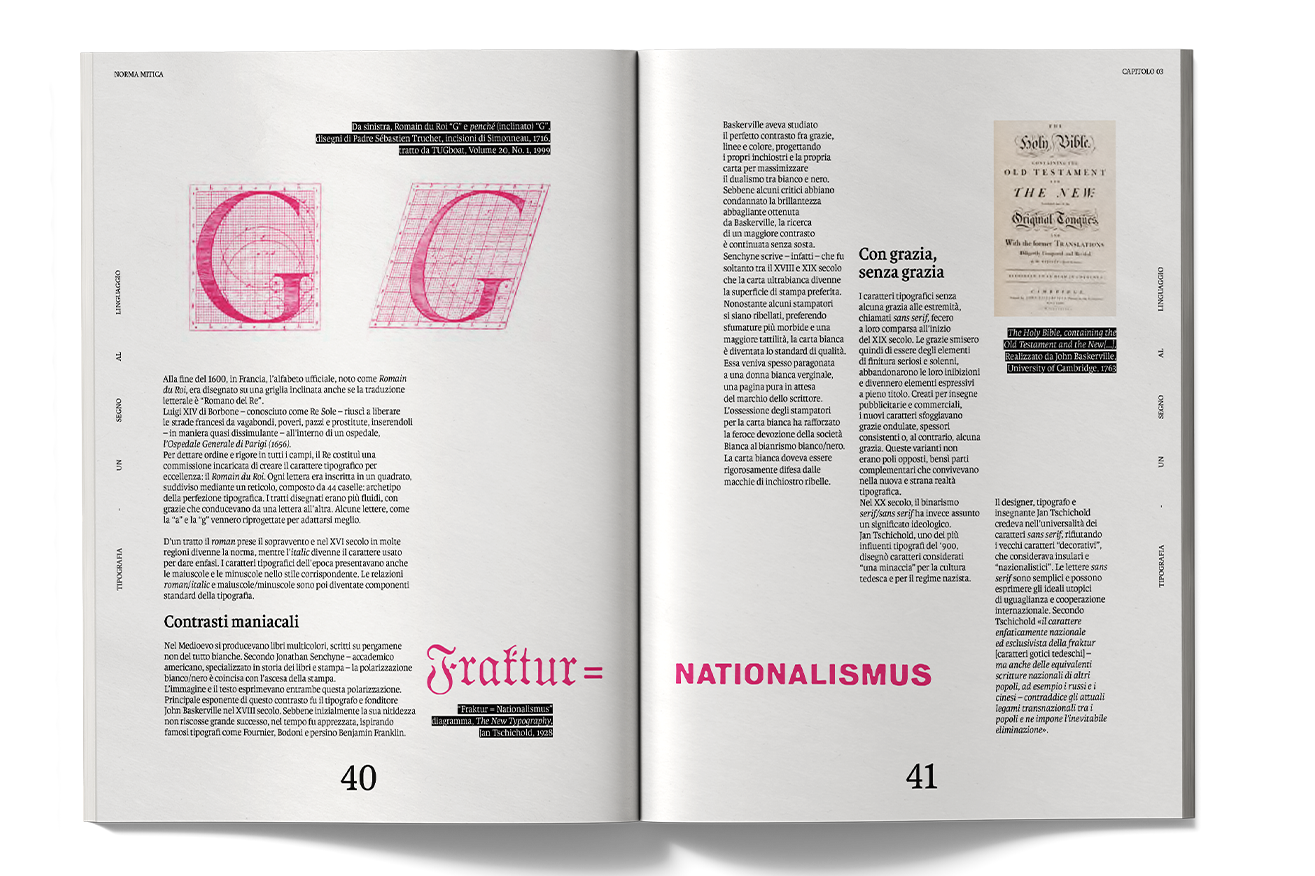 NORMA MITICA
Da sinistra, Romain du Roi “G” e penché (inclinato) “G”,
disegni di Padre Sébastien Truchet, incisioni di Simonneau, 1716,
tratto da TUGboat, Volume 20, No. 1, 1999
G G
LINGUAGGIO
AL
SEGNO
UN
-
TIPOGRAFIA
Alla fine del 1600, in Francia, l’alfabeto ufficiale, noto come Romain
du Roi, era disegnato su una griglia inclinata anche se la traduzione
letterale è “Romano del Re”.
Luigi XIV di Borbone – conosciuto come Re Sole – riuscì a liberare
le strade francesi da vagabondi, poveri, pazzi e prostitute, inserendoli
– in maniera quasi dissimulante – all’interno di un ospedale,
l’Ospedale Generale di Parigi (1656).
Per dettare ordine e rigore in tutti i campi, il Re costituì una
commissione incaricata di creare il carattere tipografico per
eccellenza: il Romain du Roi. Ogni lettera era inscritta in un quadrato,
suddiviso mediante un reticolo, composto da 44 caselle: archetipo
della perfezione tipografica. I tratti disegnati erano più fluidi, con
grazie che conducevano da una lettera all’altra. Alcune lettere, come
la “a” e la “g” vennero riprogettate per adattarsi meglio.
D’un tratto il roman prese il sopravvento e nel XVI secolo in molte
regioni divenne la norma, mentre l’italic divenne il carattere usato
per dare enfasi. I caratteri tipografici dell’epoca presentavano anche
le maiuscole e le minuscole nello stile corrispondente. Le relazioni
roman/italic e maiuscole/minuscole sono poi diventate componenti
standard della tipografia.
Contrasti maniacali
Nel Medioevo si producevano libri multicolori, scritti su pergamene
non del tutto bianche. Secondo Jonathan Senchyne – accademico
americano, specializzato in storia dei libri e stampa – la polarizzazione
bianco/nero è coincisa con l’ascesa della stampa.
L’immagine e il testo esprimevano entrambe questa polarizzazione.
Principale esponente di questo contrasto fu il tipografo e fonditore
John Baskerville nel XVIII secolo. Sebbene inizialmente la sua nitidezza
non riscosse grande successo, nel tempo fu apprezzata, ispirando
famosi tipografi come Fournier, Bodoni e persino Benjamin Franklin.
Fraktur =
“Fraktur = Nationalismus”
diagramma, The New Typography,
Jan Tschichold, 1928
40
CAPITOLO 03
Baskerville aveva studiato
il perfetto contrasto fra grazie,
linee e colore, progettando
i propri inchiostri e la propria
carta per massimizzare
il dualismo tra bianco e nero.
Sebbene alcuni critici abbiano
condannato la brillantezza
abbagliante ottenuta
da Baskerville, la ricerca
di un maggiore contrasto
è continuata senza sosta.
Senchyne scrive – infatti – che fu
soltanto tra il XVIII e XIX secolo
che la carta ultrabianca divenne
la superficie di stampa preferita.
Nonostante alcuni stampatori
si siano ribellati, preferendo
sfumature più morbide e una
maggiore tattilità, la carta bianca
è diventata lo standard di qualità.
Essa veniva spesso paragonata
a una donna bianca verginale,
una pagina pura in attesa
del marchio dello scrittore.
L’ossessione degli stampatori
per la carta bianca ha rafforzato
la feroce devozione della società
Bianca al bianrismo bianco/nero.
La carta bianca doveva essere
rigorosamente difesa dalle
macchie di inchiostro ribelle.
Con grazia,
senza grazia
I caratteri tipografici senza
alcuna grazia alle estremità,
chiamati sans serif, fecero
a loro comparsa all’inizio
del XIX secolo. Le grazie smisero
quindi di essere degli elementi
di finitura seriosi e solenni,
abbandonarono le loro inibizioni
e divennero elementi espressivi
a pieno titolo. Creati per insegne
pubblicitarie e commerciali,
i nuovi caratteri sfoggiavano
grazie ondulate, spessori
consistenti o, al contrario, alcuna
grazia. Queste varianti non
erano poli opposti, bensì parti
complementari che convivevano
nella nuova e strana realtà
tipografica.
Nel XX secolo, il binarismo
serif/sans serif ha invece assunto
un significato ideologico.
Jan Tschichold, uno dei più
influenti tipografi del ’900,
disegnò caratteri considerati
“una minaccia” per la cultura
tedesca e per il regime nazista.
THE
Holy Bible,
CONTAINING THE
OLD TESTAMENT
AND
THE NEW:
Original Tongues,
AND
With the former TRANSLATIONS
Diligently Compared and Revised.
CAMBRIDGE,
The Holy Bible, containing the
Old Testament and the New[...],
Realizzato da John Baskerville,
University of Cambridge, 1763
Il designer, tipografo e
insegnante Jan Tschichold
credeva nell’universalità dei
caratteri sans serif, rifiutando
i vecchi caratteri “decorativi”,
che considerava insulari e
“nazionalistici”. Le lettere sans
serif sono semplici e possono
esprimere gli ideali utopici
di uguaglianza e cooperazione
internazionale. Secondo
Tschichold «il carattere
enfaticamente nazionale
ed esclusivista della fraktur
[caratteri gotici tedeschi] –
ma anche delle equivalenti
scritture nazionali di altri
popoli, ad esempio i russi e i
cinesi – contraddice gli attuali
legami transnazionali tra i
popoli e ne impone l’inevitabile
eliminazione».
NATIONALISMUS
LINGUAGGIO
AL
SEGNO
UN
-
TIPOGRAFIA
41